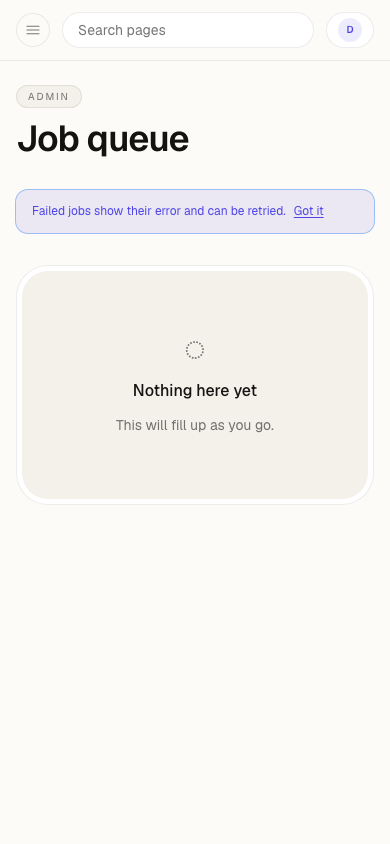 Search pages
D
ADMIN
Job queue
Failed jobs show their error and can be retried. Got it
Nothing here yet
This will fill up as you go.